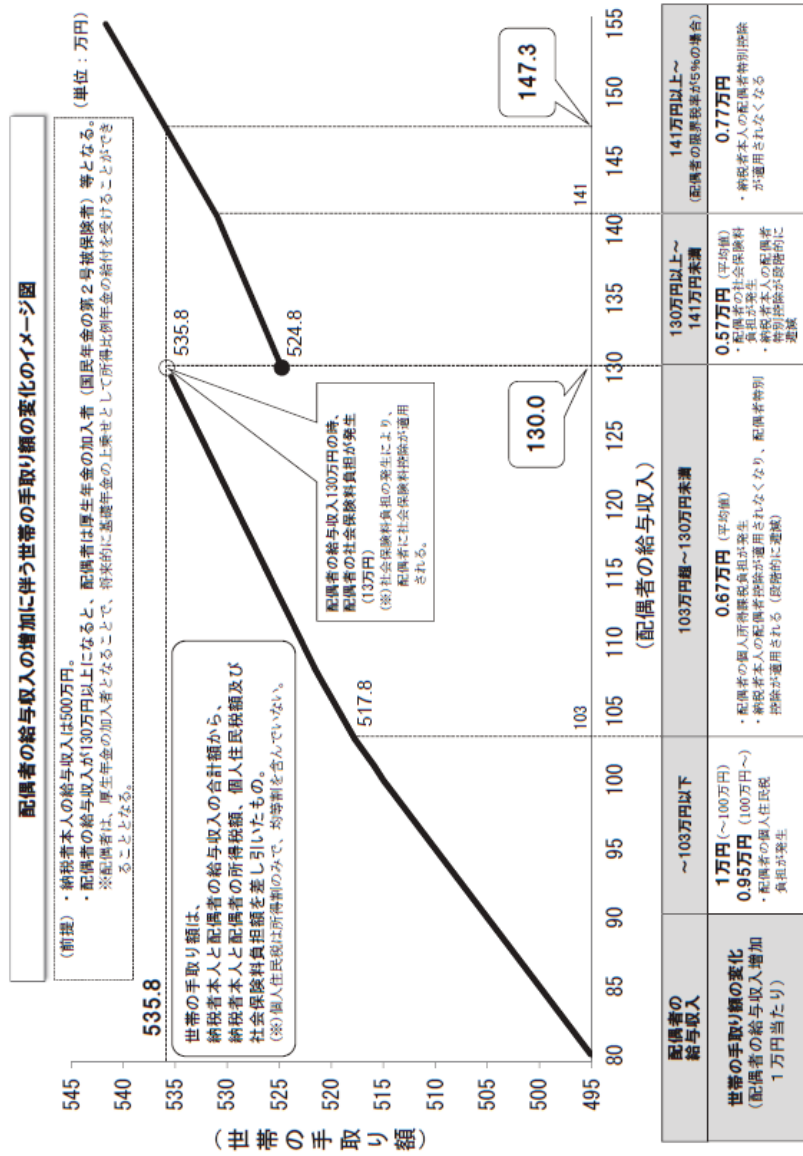 配偶者の給与収入の増加に伴う世帯の手取り額の変化のイメージ図
（単位：万円）
（前提）・納税者本人の給与収入は500万円。
・配偶者の給与収入が130万円以上になると、配偶者は厚生年金の加入者（国民年金の第２号被保険者）等となる。
※配偶者は、厚生年金の加入者となることで、将来的に基礎年金の上乗せとして所得比例年金の給付を受けることができ
ることとなる。
（世帯の手取り額）
545
540
535
530
525
520
515
510
505
500
495
535.8
世帯の手取り額は、
納税者本人と配偶者の給与収入の合計額から、
納税者本人と配偶者の所得税額、個人住民税額及び
社会保険料負担額を差し引いたもの。
（※）個人住民税は所得割のみで、均等割を含んでいない。
517.8
535.8
524.8
配偶者の給与収入130万円の時、
配偶者の社会保険料負担が発生
（13万円）
（※）社会保険料負担の発生により、
配偶者に社会保険料控除が適用
される。
130.0
147.3
103
141
80 85 90 95 100 105 110 115 120 125 130 135 140 145 150 155
（配偶者の給与収入）
配偶者の
給与収入
～103万円以下
103万円超～130万円未満
130万円以上～
141万円未満
141万円以上～
（配偶者の限界税率が5%の場合）
世帯の手取り額の変化
（配偶者の給与収入増加
１万円当たり）
1万円（～100万円）
0.95万円（100万円～）
・配偶者の個人住民税
負担が発生
0.67万円（平均値）
・配偶者の個人所得課税負担が発生
・納税者本人の配偶者控除が適用されなくなり、配偶者特別
控除が適用される（段階的に逓減）
0.57万円（平均値）
・配偶者の社会保険料
負担が発生
・納税者本人の配偶者
特別控除が段階的に
逓減
0.77万円
・納税者本人の配偶者特別控除
が適用されなくなる